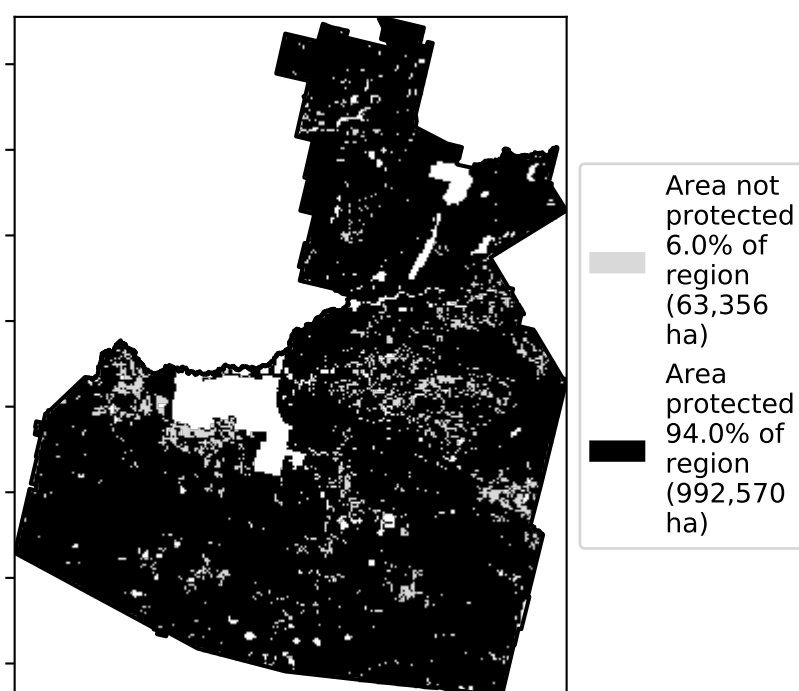 Area not
protected
6.0% of
region
(63,356
ha)
Area
protected
94.0% of
region
(992,570
ha)